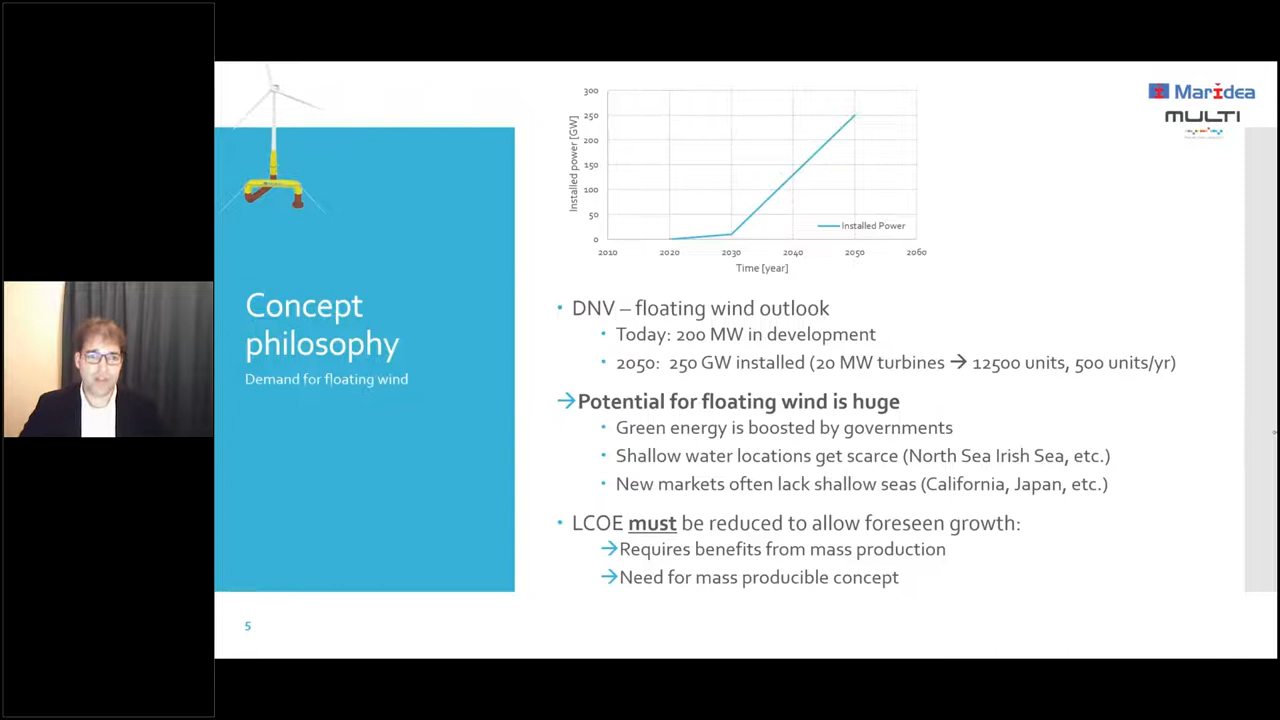 MarIdea
MULTI
300
250
200
150
100
50
0
Installed power [GW]
Installed Power
2010 2020 2030 2040 2050 2060
Time [year]
Concept
philosophy
Demand for floating wind
• DNV – floating wind outlook
• Today: 200 MW in development
• 2050: 250 GW installed (20 MW turbines → 12500 units, 500 units/yr)
→Potential for floating wind is huge
• Green energy is boosted by governments
• Shallow water locations get scarce (North Sea Irish Sea, etc.)
• New markets often lack shallow seas (California, Japan, etc.)
• LCOE must be reduced to allow foreseen growth:
→Requires benefits from mass production
→Need for mass producible concept
5